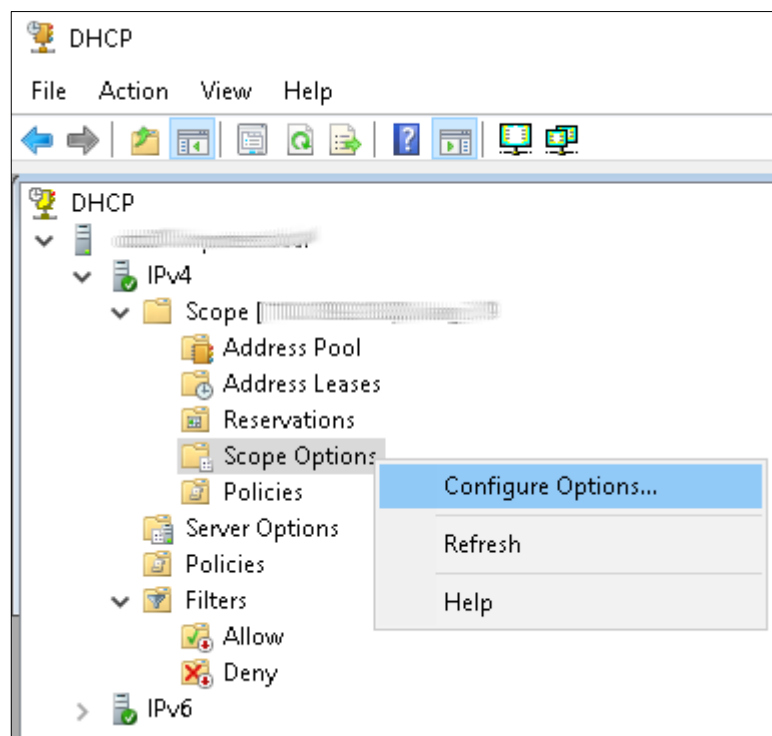 DHCP
File Action View Help
DHCP
IPv4
Scope [
Address Pool
Address Leases
Reservations
Scope Options
Configure Options...
Policies
Server Options
Refresh
Policies
Filters
Help
Allow
Deny
IPv6